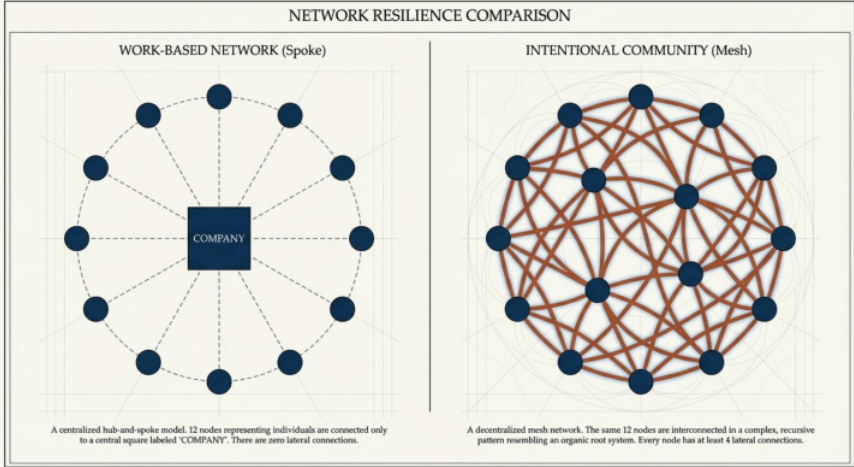 NETWORK RESILIENCE COMPARISON
WORK-BASED NETWORK (Spoke)
COMPANY
A centralized hub-and-spoke model. 12 nodes representing individuals are connected only
to a central square labeled 'COMPANY'. There are zero lateral connections.
INTENTIONAL COMMUNITY (Mesh)
A decentralized mesh network. The same 12 nodes are interconnected in a complex, recursive
pattern resembling an organic root system. Every node has at least 4 lateral connections.